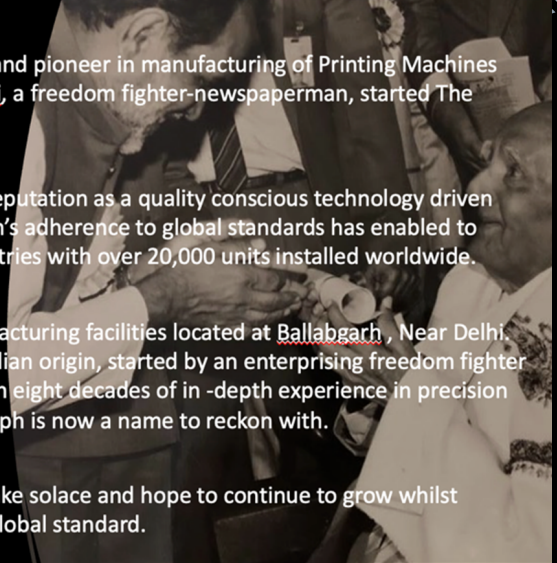 and pioneer in manufacturing of Printing Machines
, a freedom fighter-newspaperman, started The
eputation as a quality conscious technology driven
n's adherence to global standards has enabled to
tries with over 20,000 units installed worldwide.
acturing facilities located at Ballabgarh , Near Delhi.
dian origin, started by an enterprising freedom fighter
eight decades of in -depth experience in precision
ph is now a name to reckon with.
ke solace and hope to continue to grow whilst
lobal standard.